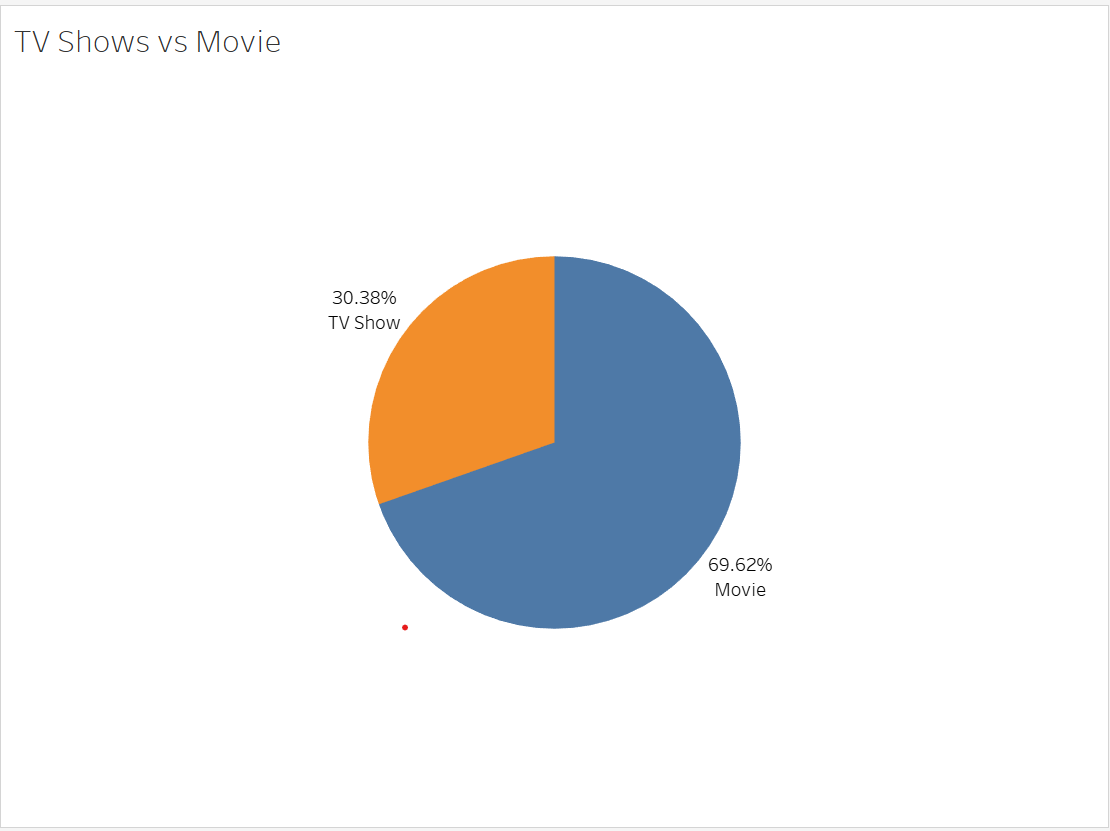 TV Shows vs Movie
30.38%
TV Show
69.62%
Movie